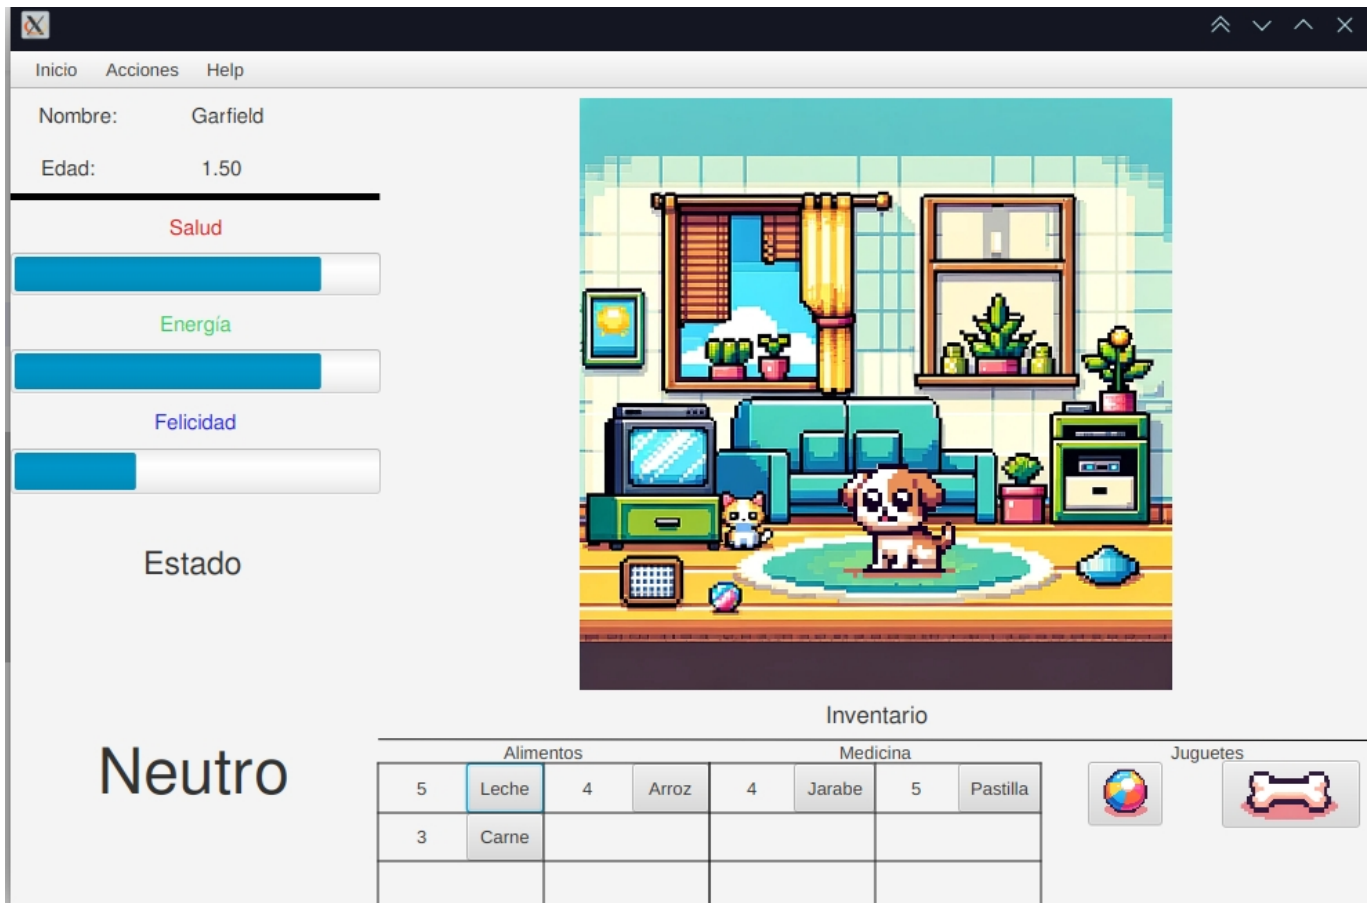 Inicio Acciones Help
Nombre: Garfield
Edad: 1.50
Salud
Energía
Felicidad
Estado
Neutro
Inventario
Alimentos Medicina Juguetes
5 Leche 4 Arroz 4 Jarabe 5 Pastilla
3 Carne